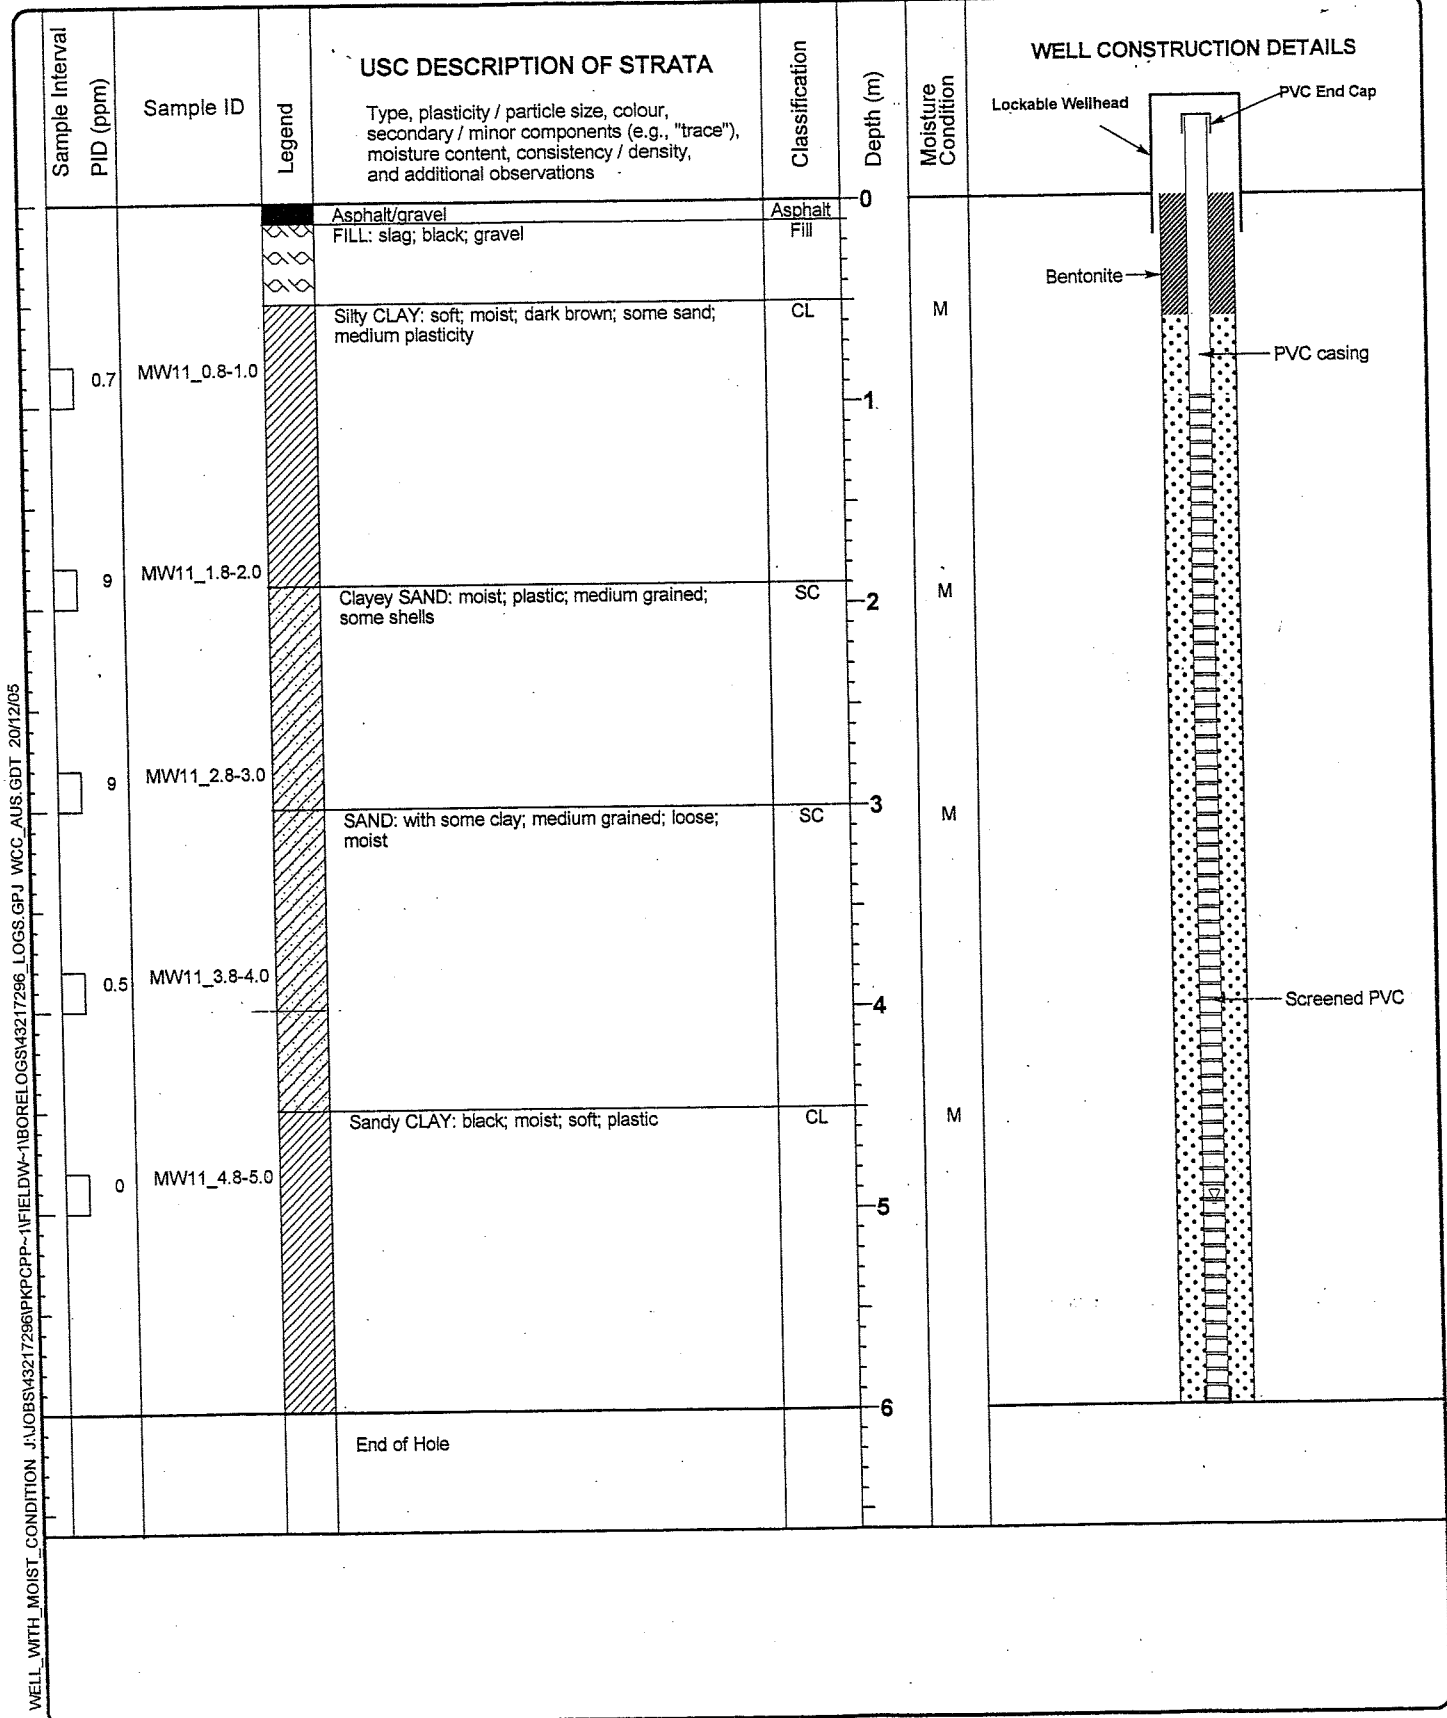 Sample Interval
PID (ppm)
Sample ID
Legend
USC DESCRIPTION OF STRATA
Type, plasticity / particle size, colour,
secondary / minor components (e.g., "trace"),
moisture content, consistency / density,
and additional observations
Classification
Depth (m)
Moisture
Condition
WELL CONSTRUCTION DETAILS
Lockable Wellhead
PVC End Cap
0
Asphalt/gravel
Asphalt
FILL: slag; black; gravel
Fill
Bentonite
Silty CLAY: soft; moist; dark brown; some sand;
medium plasticity
CL
M
PVC casing
0.7
MW11_0.8-1.0
1
9
MW11_1.8-2.0
Clayey SAND: moist; plastic; medium grained;
some shells
SC
2
M
9
MW11_2.8-3.0
SAND: with some clay; medium grained; loose;
moist
SC
3
M
0.5
MW11_3.8-4.0
4
Screened PVC
Sandy CLAY: black; moist; soft; plastic
CL
M
0
MW11_4.8-5.0
5
6
End of Hole
WELL_WITH_MOIST_CONDITION J:\JOBS\43217296\PKPCPP~1\FIELDW~1\BORELOGS\43217296_LOGS.GPJ WCC_AUS.GDT 20/12/05